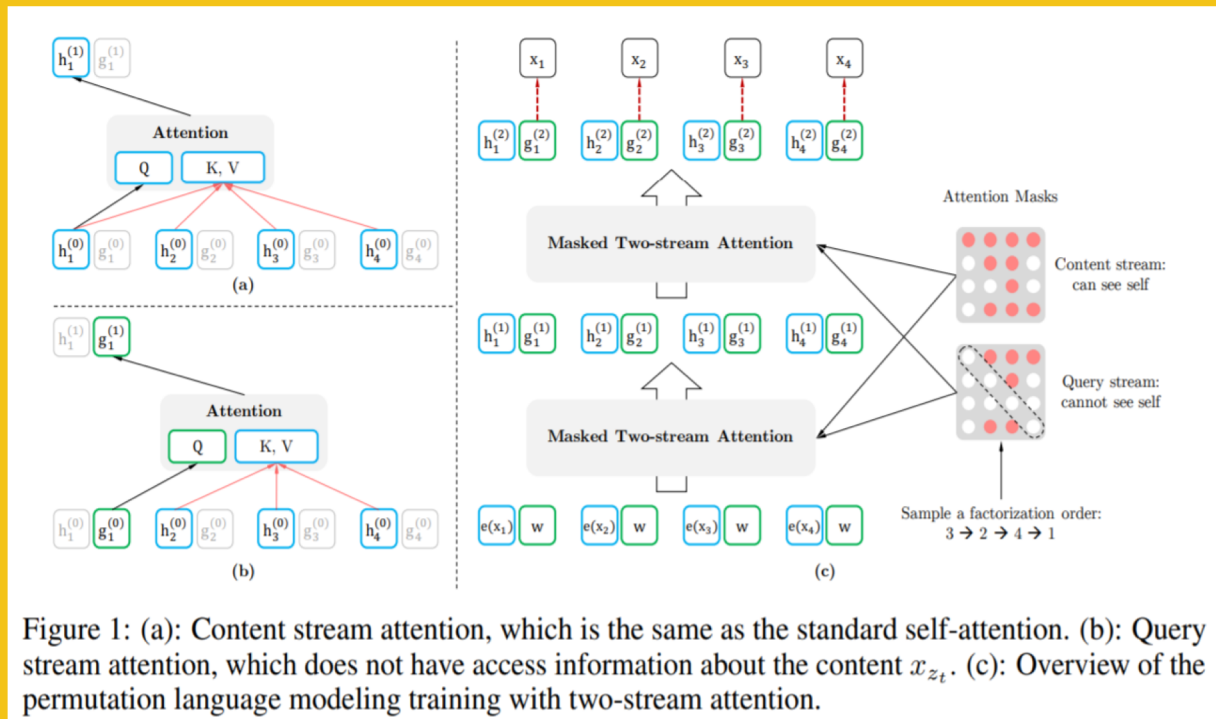 h₁⁽¹⁾ g₁⁽¹⁾
Attention
Q K, V
h₁⁽⁰⁾ g₁⁽⁰⁾ h₂⁽⁰⁾ g₂⁽⁰⁾ h₃⁽⁰⁾ g₃⁽⁰⁾ h₄⁽⁰⁾ g₄⁽⁰⁾
(a)
h₁⁽¹⁾ g₁⁽¹⁾
Attention
Q K, V
h₁⁽⁰⁾ g₁⁽⁰⁾ h₂⁽⁰⁾ g₂⁽⁰⁾ h₃⁽⁰⁾ g₃⁽⁰⁾ h₄⁽⁰⁾ g₄⁽⁰⁾
(b)
x₁ x₂ x₃ x₄
h₁⁽²⁾ g₁⁽²⁾ h₂⁽²⁾ g₂⁽²⁾ h₃⁽²⁾ g₃⁽²⁾ h₄⁽²⁾ g₄⁽²⁾
Masked Two-stream Attention
h₁⁽¹⁾ g₁⁽¹⁾ h₂⁽¹⁾ g₂⁽¹⁾ h₃⁽¹⁾ g₃⁽¹⁾ h₄⁽¹⁾ g₄⁽¹⁾
Masked Two-stream Attention
e(x₁) w e(x₂) w e(x₃) w e(x₄) w
(c)
Attention Masks
Content stream:
can see self
Query stream:
cannot see self
Sample a factorization order:
3 → 2 → 4 → 1
Figure 1: (a): Content stream attention, which is the same as the standard self-attention. (b): Query
stream attention, which does not have access information about the content x_{z_t}. (c): Overview of the
permutation language modeling training with two-stream attention.